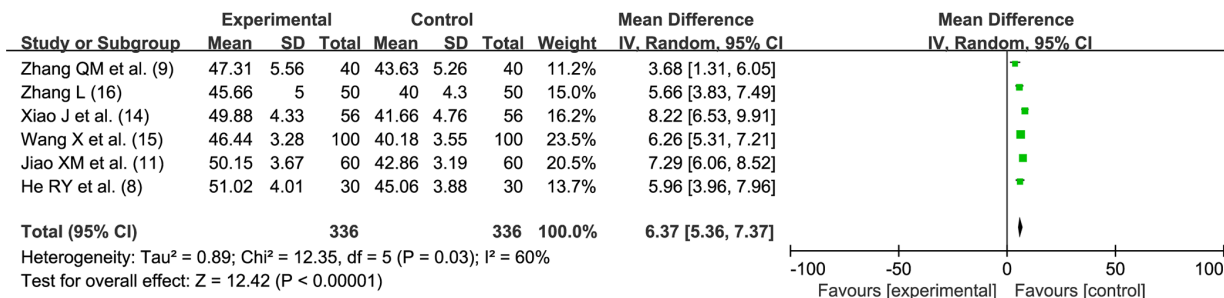 Experimental Control Mean Difference Mean Difference
Study or Subgroup Mean SD Total Mean SD Total Weight IV, Random, 95% CI IV, Random, 95% CI
Zhang QM et al. (9) 47.31 5.56 40 43.63 5.26 40 11.2% 3.68 [1.31, 6.05]
Zhang L (16) 45.66 5 50 40 4.3 50 15.0% 5.66 [3.83, 7.49]
Xiao J et al. (14) 49.88 4.33 56 41.66 4.76 56 16.2% 8.22 [6.53, 9.91]
Wang X et al. (15) 46.44 3.28 100 40.18 3.55 100 23.5% 6.26 [5.31, 7.21]
Jiao XM et al. (11) 50.15 3.67 60 42.86 3.19 60 20.5% 7.29 [6.06, 8.52]
He RY et al. (8) 51.02 4.01 30 45.06 3.88 30 13.7% 5.96 [3.96, 7.96]
Total (95% CI) 336 336 100.0% 6.37 [5.36, 7.37]
Heterogeneity: Tau² = 0.89; Chi² = 12.35, df = 5 (P = 0.03); I² = 60%
Test for overall effect: Z = 12.42 (P < 0.00001)
-100 -50 0 50 100
Favours [experimental] Favours [control]